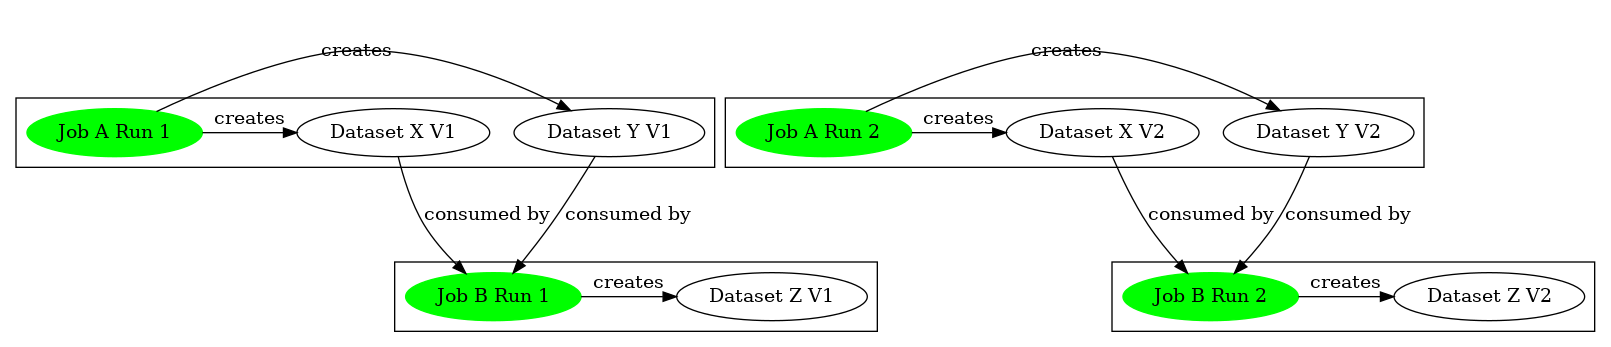 creates
creates
Job A Run 1
creates
Dataset X V1
Dataset Y V1
Job A Run 2
creates
Dataset X V2
Dataset Y V2
consumed by
consumed by
consumed by
consumed by
Job B Run 1
creates
Dataset Z V1
Job B Run 2
creates
Dataset Z V2